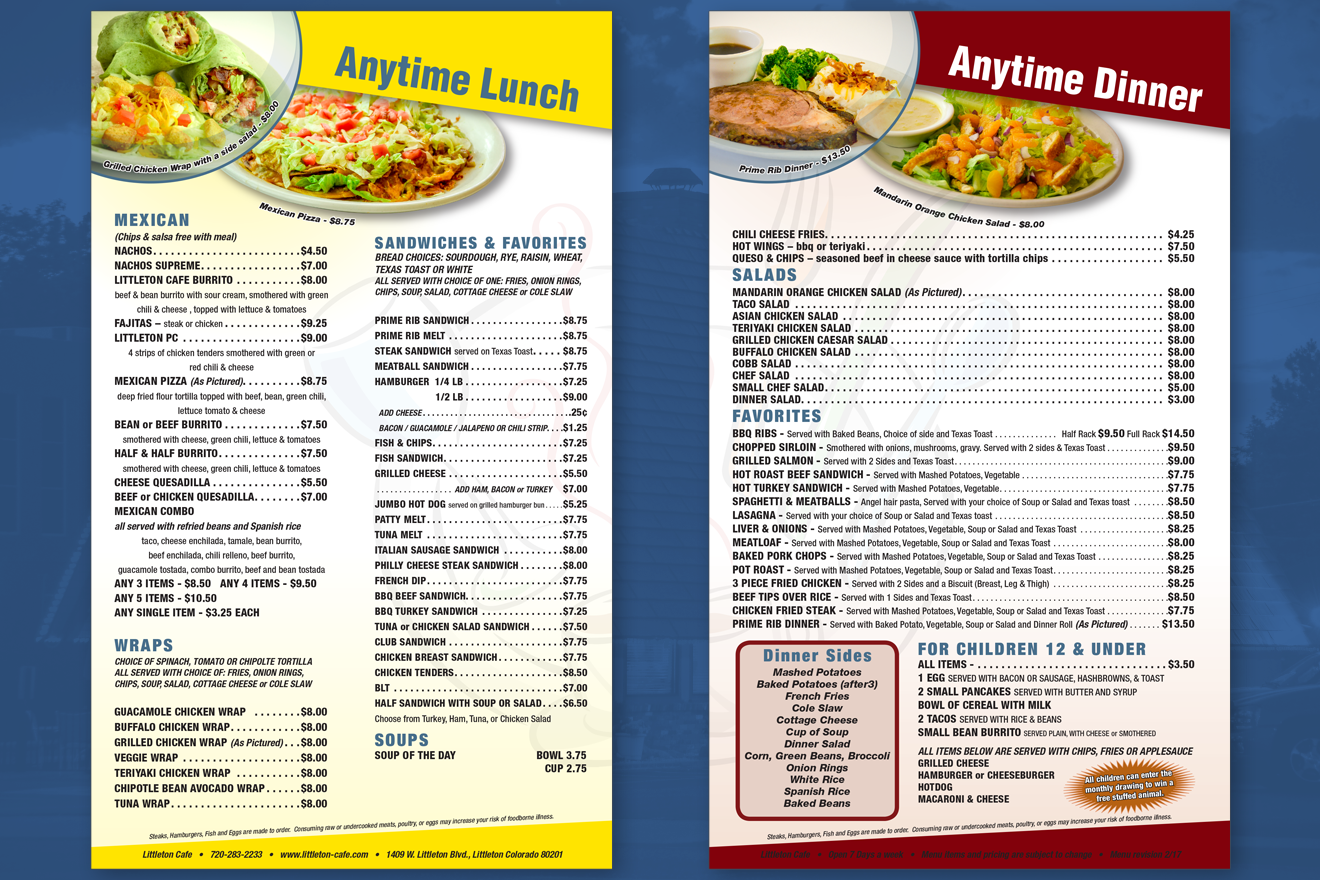 Anytime Lunch
Grilled Chicken Wrap with a side salad - $8.00
Mexican Pizza - $8.75
MEXICAN
(Chips & salsa free with meal)
NACHOS. . . . . . . . . . . . . . . . . . . . . . . .$4.50
NACHOS SUPREME. . . . . . . . . . . . . . . .$7.00
LITTLETON CAFE BURRITO . . . . . . . . . .$8.00
beef & bean burrito with sour cream, smothered with green
chili & cheese , topped with lettuce & tomatoes
FAJITAS – steak or chicken . . . . . . . . . . . .$9.25
LITTLETON PC . . . . . . . . . . . . . . . . . . .$9.00
4 strips of chicken tenders smothered with green or
red chili & cheese
MEXICAN PIZZA (As Pictured). . . . . . . . .$8.75
deep fried flour tortilla topped with beef, bean, green chili,
lettuce tomato & cheese
BEAN or BEEF BURRITO . . . . . . . . . . . .$7.50
smothered with cheese, green chili, lettuce & tomatoes
HALF & HALF BURRITO. . . . . . . . . . . . .$7.50
smothered with cheese, green chili, lettuce & tomatoes
CHEESE QUESADILLA . . . . . . . . . . . . . .$5.50
BEEF or CHICKEN QUESADILLA. . . . . . .$7.00
MEXICAN COMBO
all served with refried beans and Spanish rice
taco, cheese enchilada, tamale, bean burrito,
beef enchilada, chili relleno, beef burrito,
guacamole tostada, combo burrito, beef and bean tostada
ANY 3 ITEMS - $8.50 ANY 4 ITEMS - $9.50
ANY 5 ITEMS - $10.50
ANY SINGLE ITEM - $3.25 EACH
WRAPS
CHOICE OF SPINACH, TOMATO OR CHIPOLTE TORTILLA
ALL SERVED WITH CHOICE OF: FRIES, ONION RINGS,
CHIPS, SOUP, SALAD, COTTAGE CHEESE or COLE SLAW
GUACAMOLE CHICKEN WRAP . . . . . . . .$8.00
BUFFALO CHICKEN WRAP. . . . . . . . . . .$8.00
GRILLED CHICKEN WRAP (As Pictured). . .$8.00
VEGGIE WRAP . . . . . . . . . . . . . . . . . . .$8.00
TERIYAKI CHICKEN WRAP . . . . . . . . . .$8.00
CHIPOTLE BEAN AVOCADO WRAP . . . . . .$8.00
TUNA WRAP. . . . . . . . . . . . . . . . . . . . .$8.00
SANDWICHES & FAVORITES
BREAD CHOICES: SOURDOUGH, RYE, RAISIN, WHEAT,
TEXAS TOAST OR WHITE
ALL SERVED WITH CHOICE OF ONE: FRIES, ONION RINGS,
CHIPS, SOUP, SALAD, COTTAGE CHEESE or COLE SLAW
PRIME RIB SANDWICH . . . . . . . . . . . . . .$8.75
PRIME RIB MELT . . . . . . . . . . . . . . . . . .$8.75
STEAK SANDWICH served on Texas Toast. . . . . $8.75
MEATBALL SANDWICH . . . . . . . . . . . . . .$7.75
HAMBURGER 1/4 LB . . . . . . . . . . . . . . .$7.25
1/2 LB . . . . . . . . . . . . . . .$9.00
ADD CHEESE. . . . . . . . . . . . . . . . . . . . . . . . . . . .25¢
BACON / GUACAMOLE / JALAPENO OR CHILI STRIP. . . .$1.25
FISH & CHIPS. . . . . . . . . . . . . . . . . . . .$7.25
FISH SANDWICH. . . . . . . . . . . . . . . . . .$7.25
GRILLED CHEESE . . . . . . . . . . . . . . . . .$5.50
. . . . . . . . . . . . . . . . . ADD HAM, BACON or TURKEY $7.00
JUMBO HOT DOG served on grilled hamburger bun . . . . .$5.25
PATTY MELT. . . . . . . . . . . . . . . . . . . . .$7.75
TUNA MELT . . . . . . . . . . . . . . . . . . . . .$7.75
ITALIAN SAUSAGE SANDWICH . . . . . . . . .$8.00
PHILLY CHEESE STEAK SANDWICH . . . . . .$8.00
FRENCH DIP. . . . . . . . . . . . . . . . . . . . .$7.75
BBQ BEEF SANDWICH. . . . . . . . . . . . . . .$7.75
BBQ TURKEY SANDWICH . . . . . . . . . . . . .$7.25
TUNA or CHICKEN SALAD SANDWICH . . . . .$7.50
CLUB SANDWICH . . . . . . . . . . . . . . . . .$7.75
CHICKEN BREAST SANDWICH. . . . . . . . . .$7.75
CHICKEN TENDERS. . . . . . . . . . . . . . . . .$8.50
BLT . . . . . . . . . . . . . . . . . . . . . . . . . .$7.00
HALF SANDWICH WITH SOUP OR SALAD. . . .$6.50
Choose from Turkey, Ham, Tuna, or Chicken Salad
SOUPS
SOUP OF THE DAY BOWL 3.75
CUP 2.75
Steaks, Hamburgers, Fish and Eggs are made to order. Consuming raw or undercooked meats, poultry, or eggs may increase your risk of foodborne illness.
Littleton Cafe • 720-283-2233 • www.littleton-cafe.com • 1409 W. Littleton Blvd., Littleton Colorado 80201
Anytime Dinner
Prime Rib Dinner - $13.50
Mandarin Orange Chicken Salad - $8.00
CHILI CHEESE FRIES. . . . . . . . . . . . . . . . . . . . $4.25
HOT WINGS – bbq or teriyaki . . . . . . . . . . . . . . . . . . . . $7.50
QUESO & CHIPS – seasoned beef in cheese sauce with tortilla chips . . . . . . . . . . . . . . . . . $5.50
SALADS
MANDARIN ORANGE CHICKEN SALAD (As Pictured). . . . . . . . . . . . . . . . . . . . $8.00
TACO SALAD . . . . . . . . . . . . . . . . . . . . $8.00
ASIAN CHICKEN SALAD . . . . . . . . . . . . . . . . . . . . $8.00
TERIYAKI CHICKEN SALAD . . . . . . . . . . . . . . . . . . . . $8.00
GRILLED CHICKEN CAESAR SALAD . . . . . . . . . . . . . . . . . . . . $8.00
BUFFALO CHICKEN SALAD . . . . . . . . . . . . . . . . . . . . $8.00
COBB SALAD . . . . . . . . . . . . . . . . . . . . $8.00
CHEF SALAD . . . . . . . . . . . . . . . . . . . . $8.00
SMALL CHEF SALAD. . . . . . . . . . . . . . . . . . . . $5.00
DINNER SALAD. . . . . . . . . . . . . . . . . . . . $3.00
FAVORITES
BBQ RIBS - Served with Baked Beans, Choice of side and Texas Toast . . . . . . . . . . . . . Half Rack $9.50 Full Rack $14.50
CHOPPED SIRLOIN - Smothered with onions, mushrooms, gravy. Served with 2 sides & Texas Toast . . . . . . . . . . . . .$9.50
GRILLED SALMON - Served with 2 Sides and Texas Toast. . . . . . . . . . . . . . . . . . . .$9.00
HOT ROAST BEEF SANDWICH - Served with Mashed Potatoes, Vegetable . . . . . . . . . . . . . . . . . . . .$7.75
HOT TURKEY SANDWICH - Served with Mashed Potatoes, Vegetable. . . . . . . . . . . . . . . . . . . .$7.75
SPAGHETTI & MEATBALLS - Angel hair pasta, Served with your choice of Soup or Salad and Texas toast . . . . . . . .$8.50
LASAGNA - Served with your choice of Soup or Salad and Texas toast . . . . . . . . . . . . . . . . . . . .$8.50
LIVER & ONIONS - Served with Mashed Potatoes, Vegetable, Soup or Salad and Texas Toast . . . . . . . . . . . . . . . . . .$8.25
MEATLOAF - Served with Mashed Potatoes, Vegetable, Soup or Salad and Texas Toast . . . . . . . . . . . . . . . . . . . .$8.00
BAKED PORK CHOPS - Served with Mashed Potatoes, Vegetable, Soup or Salad and Texas Toast . . . . . . . . . . . . . . .$8.25
POT ROAST - Served with Mashed Potatoes, Vegetable, Soup or Salad and Texas Toast. . . . . . . . . . . . . . . . . . . .$8.25
3 PIECE FRIED CHICKEN - Served with 2 Sides and a Biscuit (Breast, Leg & Thigh) . . . . . . . . . . . . . . . . . . . .$8.25
BEEF TIPS OVER RICE - Served with 1 Sides and Texas Toast. . . . . . . . . . . . . . . . . . . .$8.50
CHICKEN FRIED STEAK - Served with Mashed Potatoes, Vegetable, Soup or Salad and Texas Toast . . . . . . . . . . . . .$7.75
PRIME RIB DINNER - Served with Baked Potato, Vegetable, Soup or Salad and Dinner Roll (As Pictured) . . . . . . . $13.50
Dinner Sides
Mashed Potatoes
Baked Potatoes (after3)
French Fries
Cole Slaw
Cottage Cheese
Cup of Soup
Dinner Salad
Corn, Green Beans, Broccoli
Onion Rings
White Rice
Spanish Rice
Baked Beans
FOR CHILDREN 12 & UNDER
ALL ITEMS - . . . . . . . . . . . . . . . . . . . .$3.50
1 EGG SERVED WITH BACON OR SAUSAGE, HASHBROWNS, & TOAST
2 SMALL PANCAKES SERVED WITH BUTTER AND SYRUP
BOWL OF CEREAL WITH MILK
2 TACOS SERVED WITH RICE & BEANS
SMALL BEAN BURRITO SERVED PLAIN, WITH CHEESE or SMOTHERED
ALL ITEMS BELOW ARE SERVED WITH CHIPS, FRIES OR APPLESAUCE
GRILLED CHEESE
HAMBURGER or CHEESEBURGER
HOTDOG
MACARONI & CHEESE
All children can enter the
monthly drawing to win a
free stuffed animal.
Steaks, Hamburgers, Fish and Eggs are made to order. Consuming raw or undercooked meats, poultry, or eggs may increase your risk of foodborne illness.
Littleton Cafe • Open 7 days a week • Menu items and pricing are subject to change •